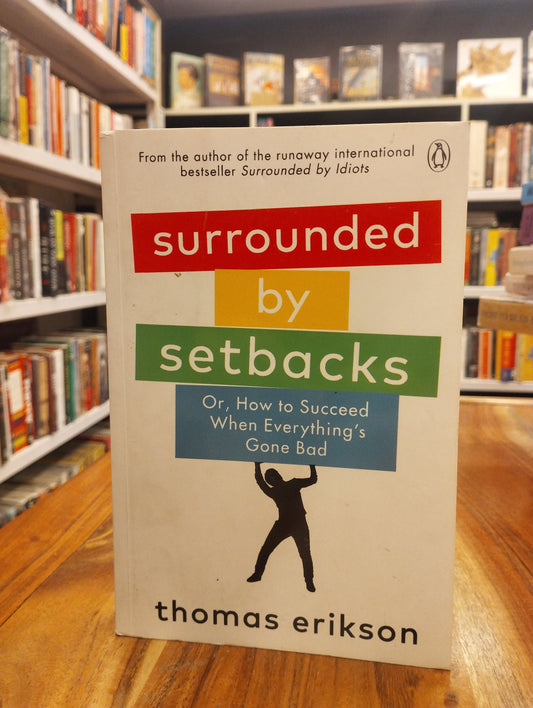 From the author of the runaway international
bestseller Surrounded by Idiots
surrounded
by
setbacks
Or, How to Succeed
When Everything's
Gone Bad
thomas erikson